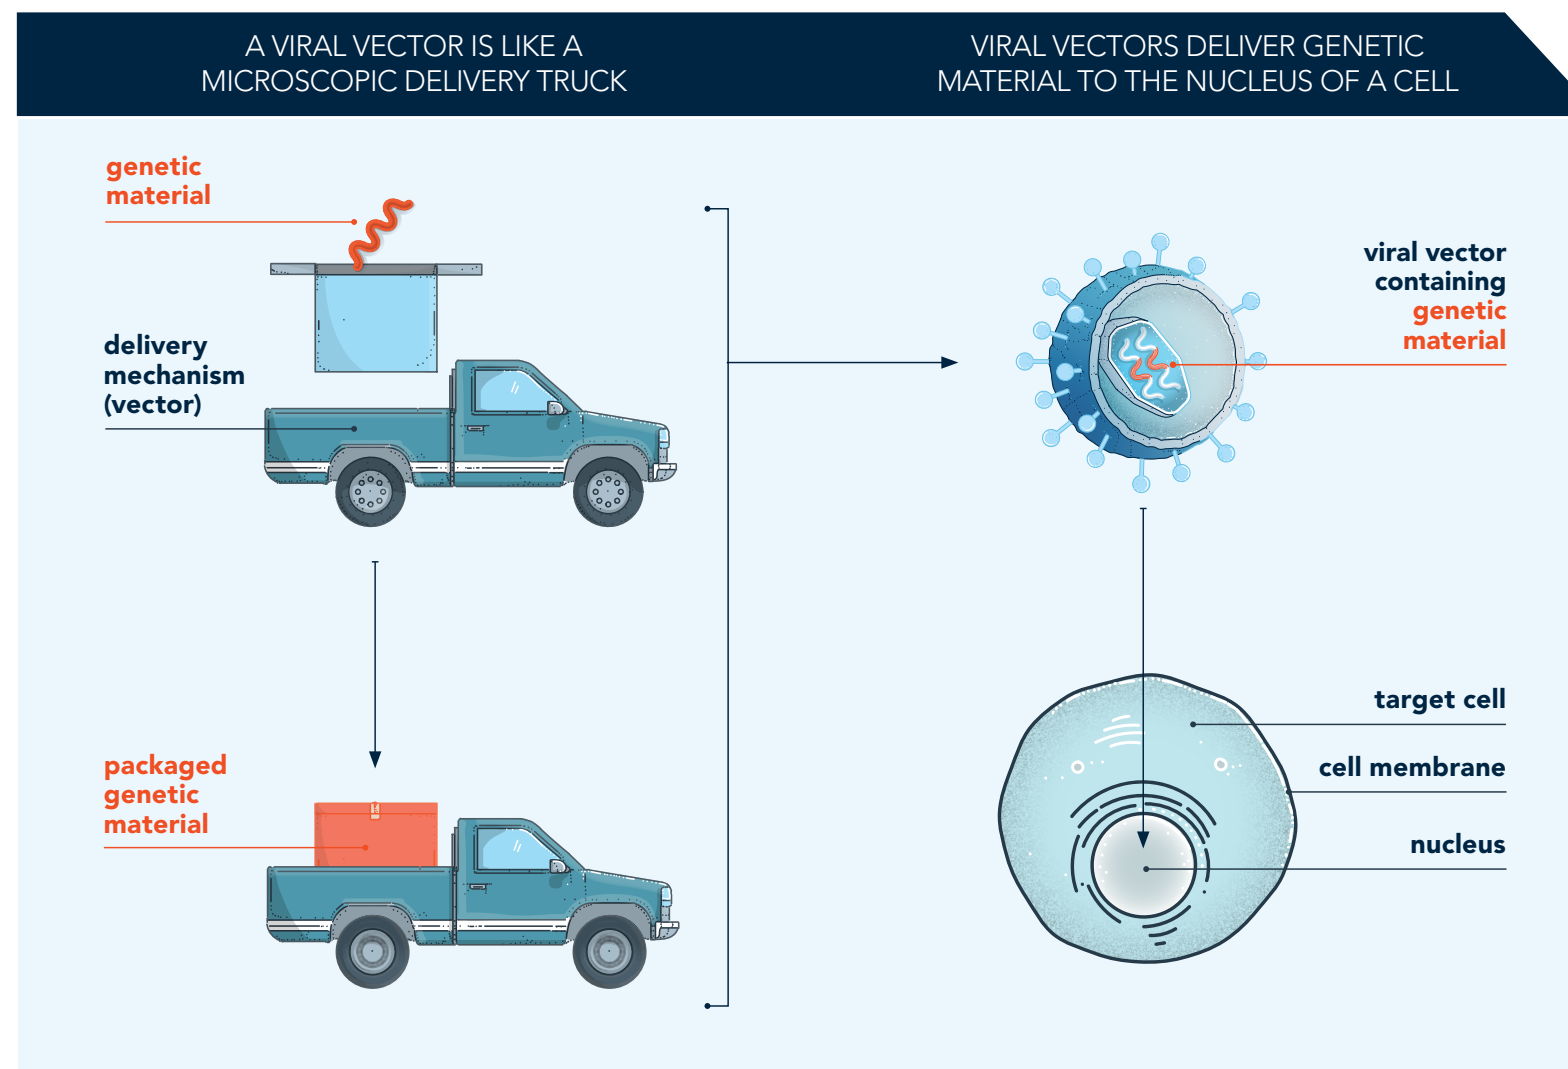 A VIRAL VECTOR IS LIKE A
MICROSCOPIC DELIVERY TRUCK
genetic
material
delivery
mechanism
(vector)
packaged
genetic
material
VIRAL VECTORS DELIVER GENETIC
MATERIAL TO THE NUCLEUS OF A CELL
viral vector
containing
genetic
material
target cell
cell membrane
nucleus